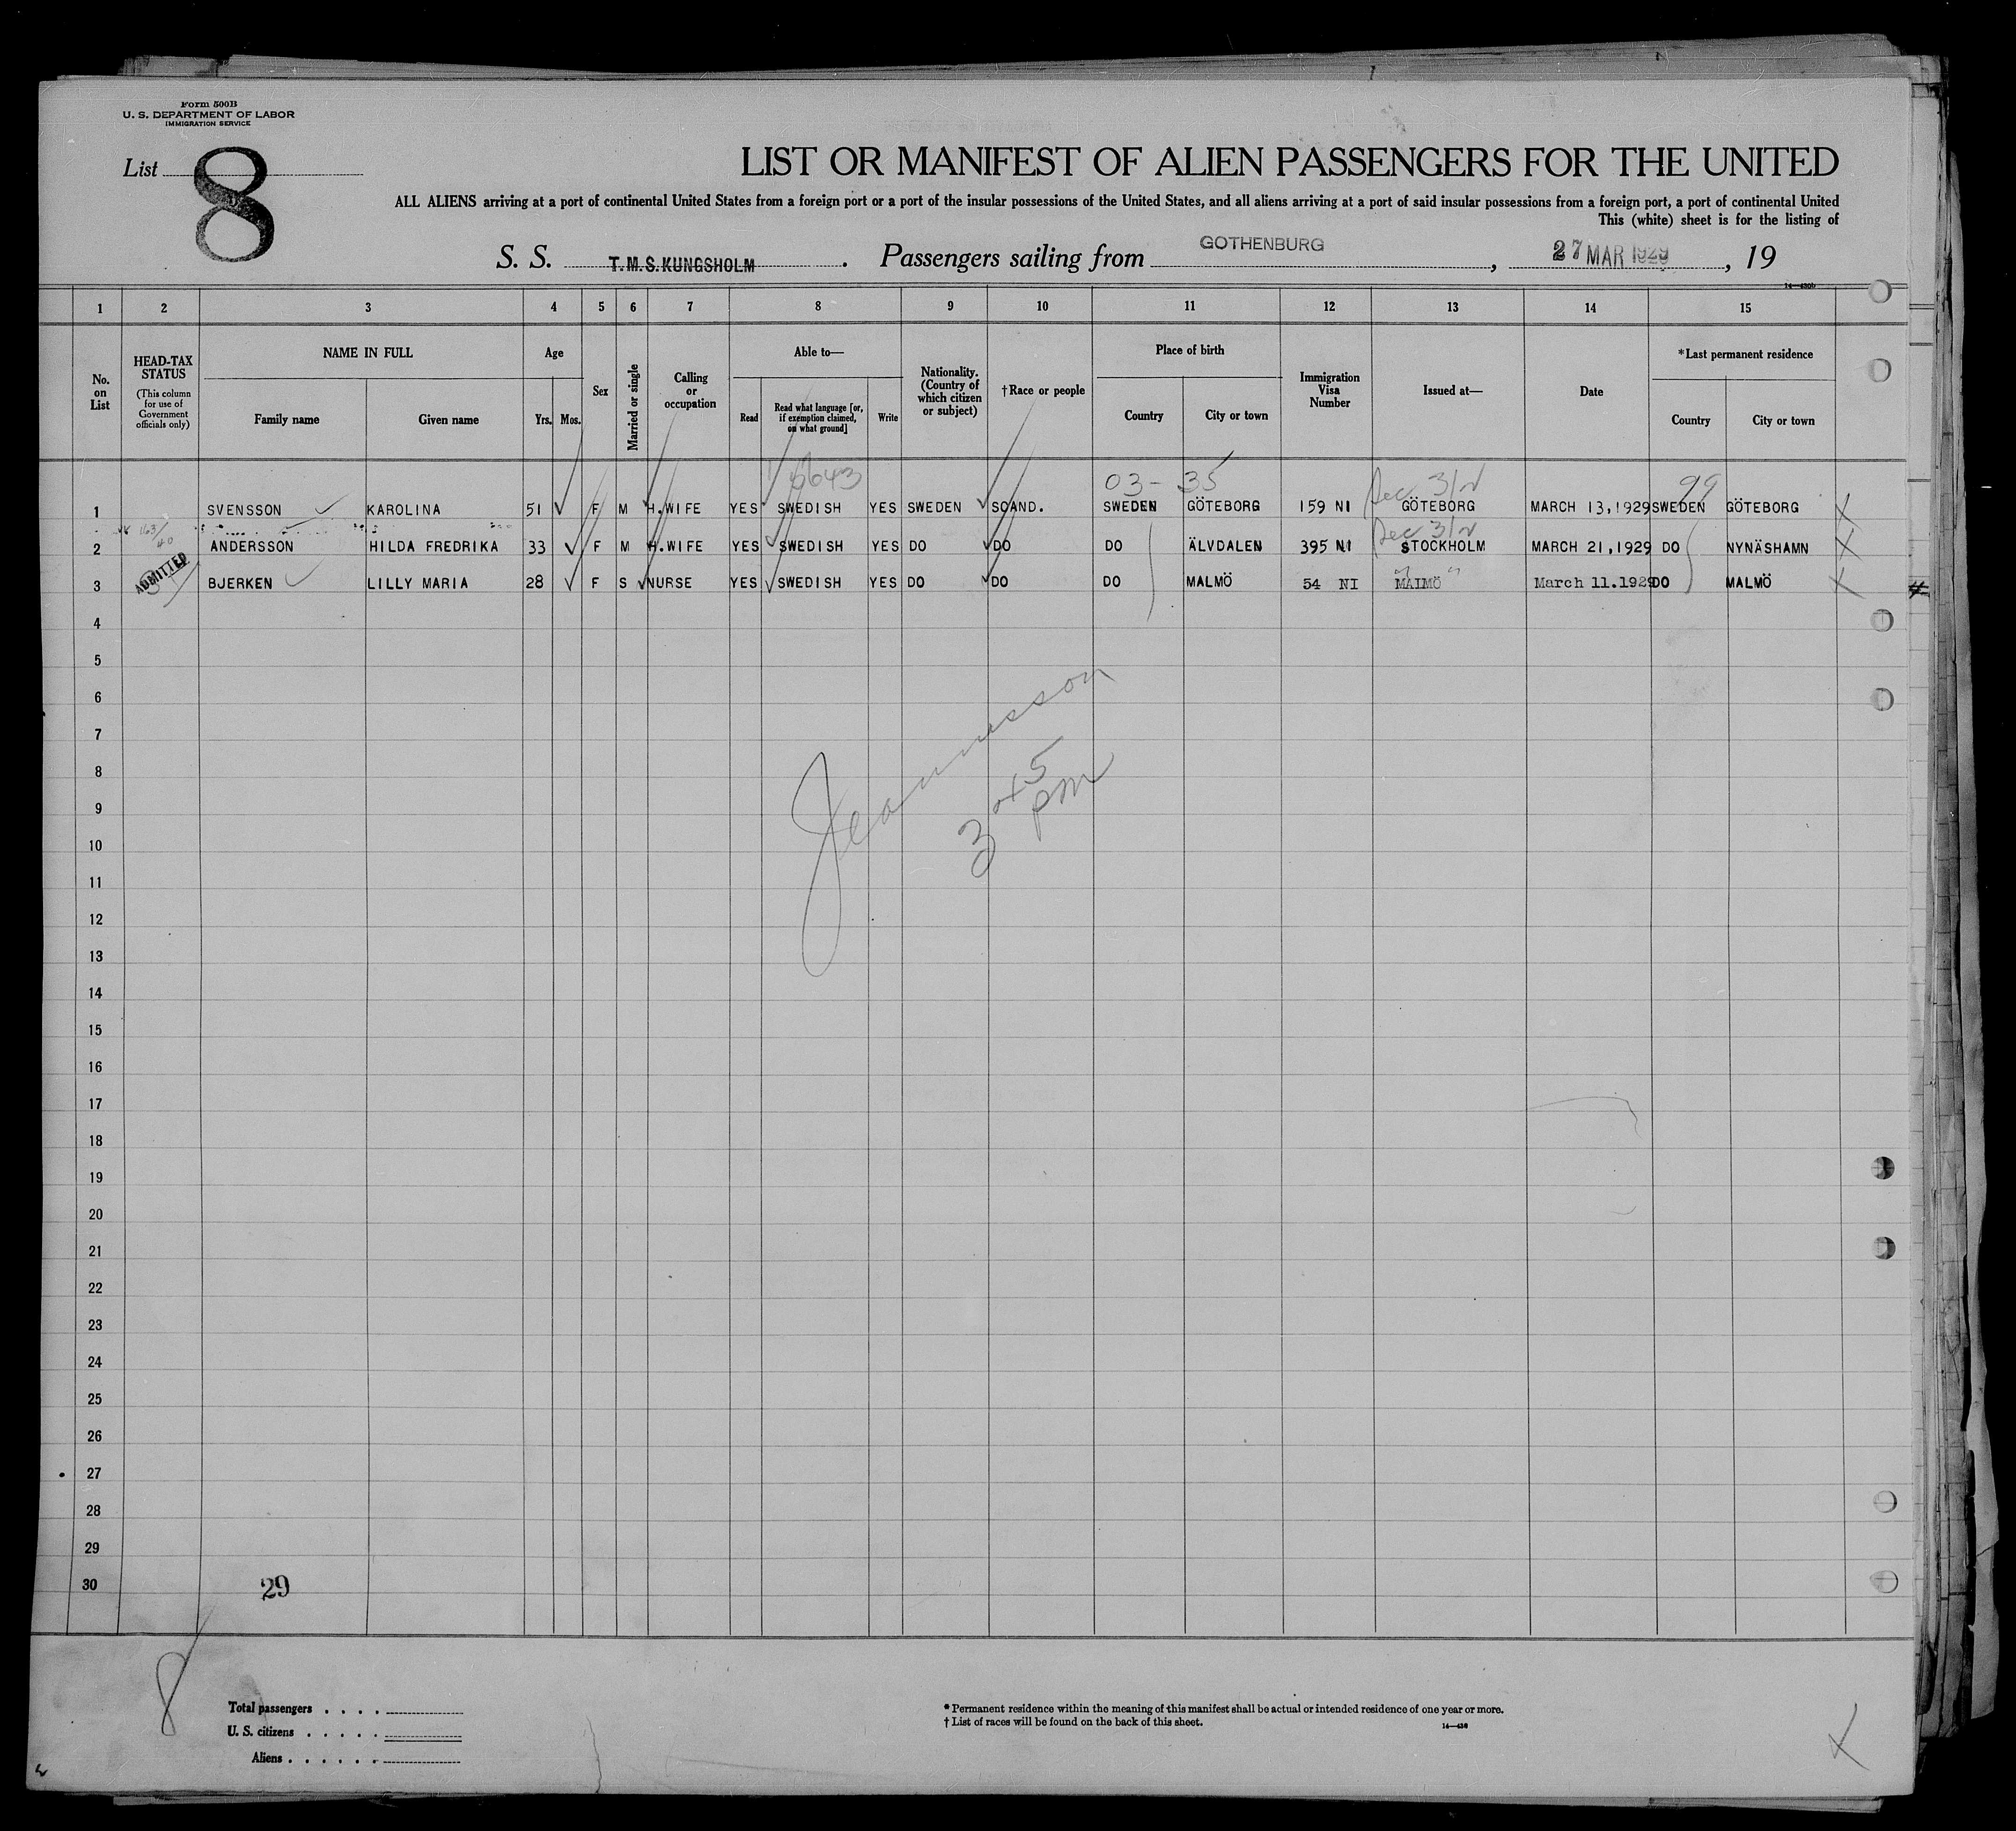 Form 500B
U. S. DEPARTMENT OF LABOR
IMMIGRATION SERVICE
List 8
LIST OR MANIFEST OF ALIEN PASSENGERS FOR THE UNITED
ALL ALIENS arriving at a port of continental United States from a foreign port or a port of the insular possessions of the United States, and all aliens arriving at a port of said insular possessions from a foreign port, a port of continental United
This (white) sheet is for the listing of
S. S. T.M.S.KUNGSHOLM. Passengers sailing from GOTHENBURG, 27 MAR 1929, 19
14—430b
1 2 3 4 5 6 7 8 9 10 11 12 13 14 15
No. on List
HEAD-TAX STATUS
(This column for use of Government officials only)
NAME IN FULL
Family name
Given name
Age
Yrs. Mos.
Sex
Married or single
Calling or occupation
Able to—
Read
Read what language [or, if exemption claimed, on what ground]
Write
Nationality. (Country of which citizen or subject)
†Race or people
Place of birth
Country
City or town
Immigration Visa Number
Issued at—
Date
*Last permanent residence
Country
City or town
03- 35 99
1 SVENSSON KAROLINA 51 F M H.WIFE YES SWEDISH YES SWEDEN SCAND. SWEDEN GÖTEBORG 159 NI GÖTEBORG MARCH 13,1929 SWEDEN GÖTEBORG
2 ANDERSSON HILDA FREDRIKA 33 F M H.WIFE YES SWEDISH YES DO DO DO ÄLVDALEN 395 NI STOCKHOLM MARCH 21,1929 DO NYNÄSHAMN
ADMITTED
3 BJERKEN LILLY MARIA 28 F S NURSE YES SWEDISH YES DO DO DO MALMÖ 54 NI MALMÖ March 11.1929 DO MALMÖ
4
5
6
7
8
9
10
11
12
13
14
15
16
17
18
19
20
21
22
23
24
25
26
27
28
29
30
29
8
Total passengers . . . .
U. S. citizens . . . . .
Aliens . . . . . .
* Permanent residence within the meaning of this manifest shall be actual or intended residence of one year or more.
† List of races will be found on the back of this sheet.
14—430